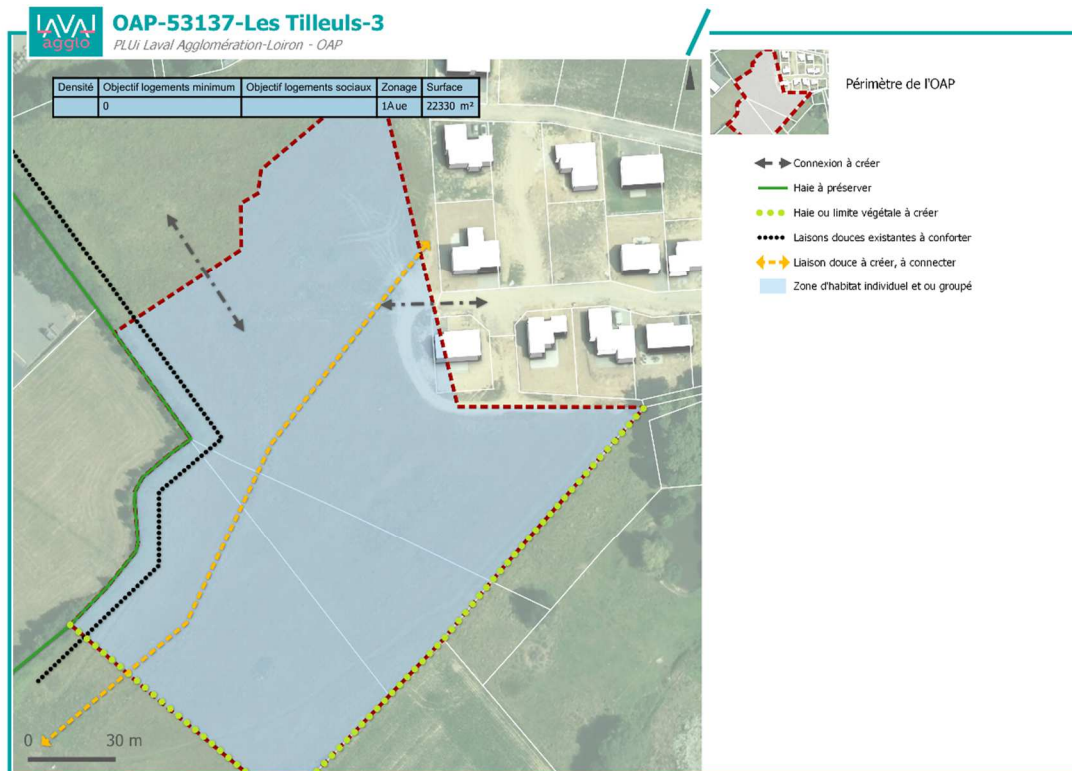 LAVAL
agglo
OAP-53137-Les Tilleuls-3
PLUi Laval Agglomération-Loiron - OAP
Densité Objectif logements minimum Objectif logements sociaux Zonage Surface
0 1Aue 22330 m²
Périmètre de l'OAP
Connexion à créer
Haie à préserver
Haie ou limite végétale à créer
Laisons douces existantes à conforter
Liaison douce à créer, à connecter
Zone d'habitat individuel et ou groupé
0 30 m